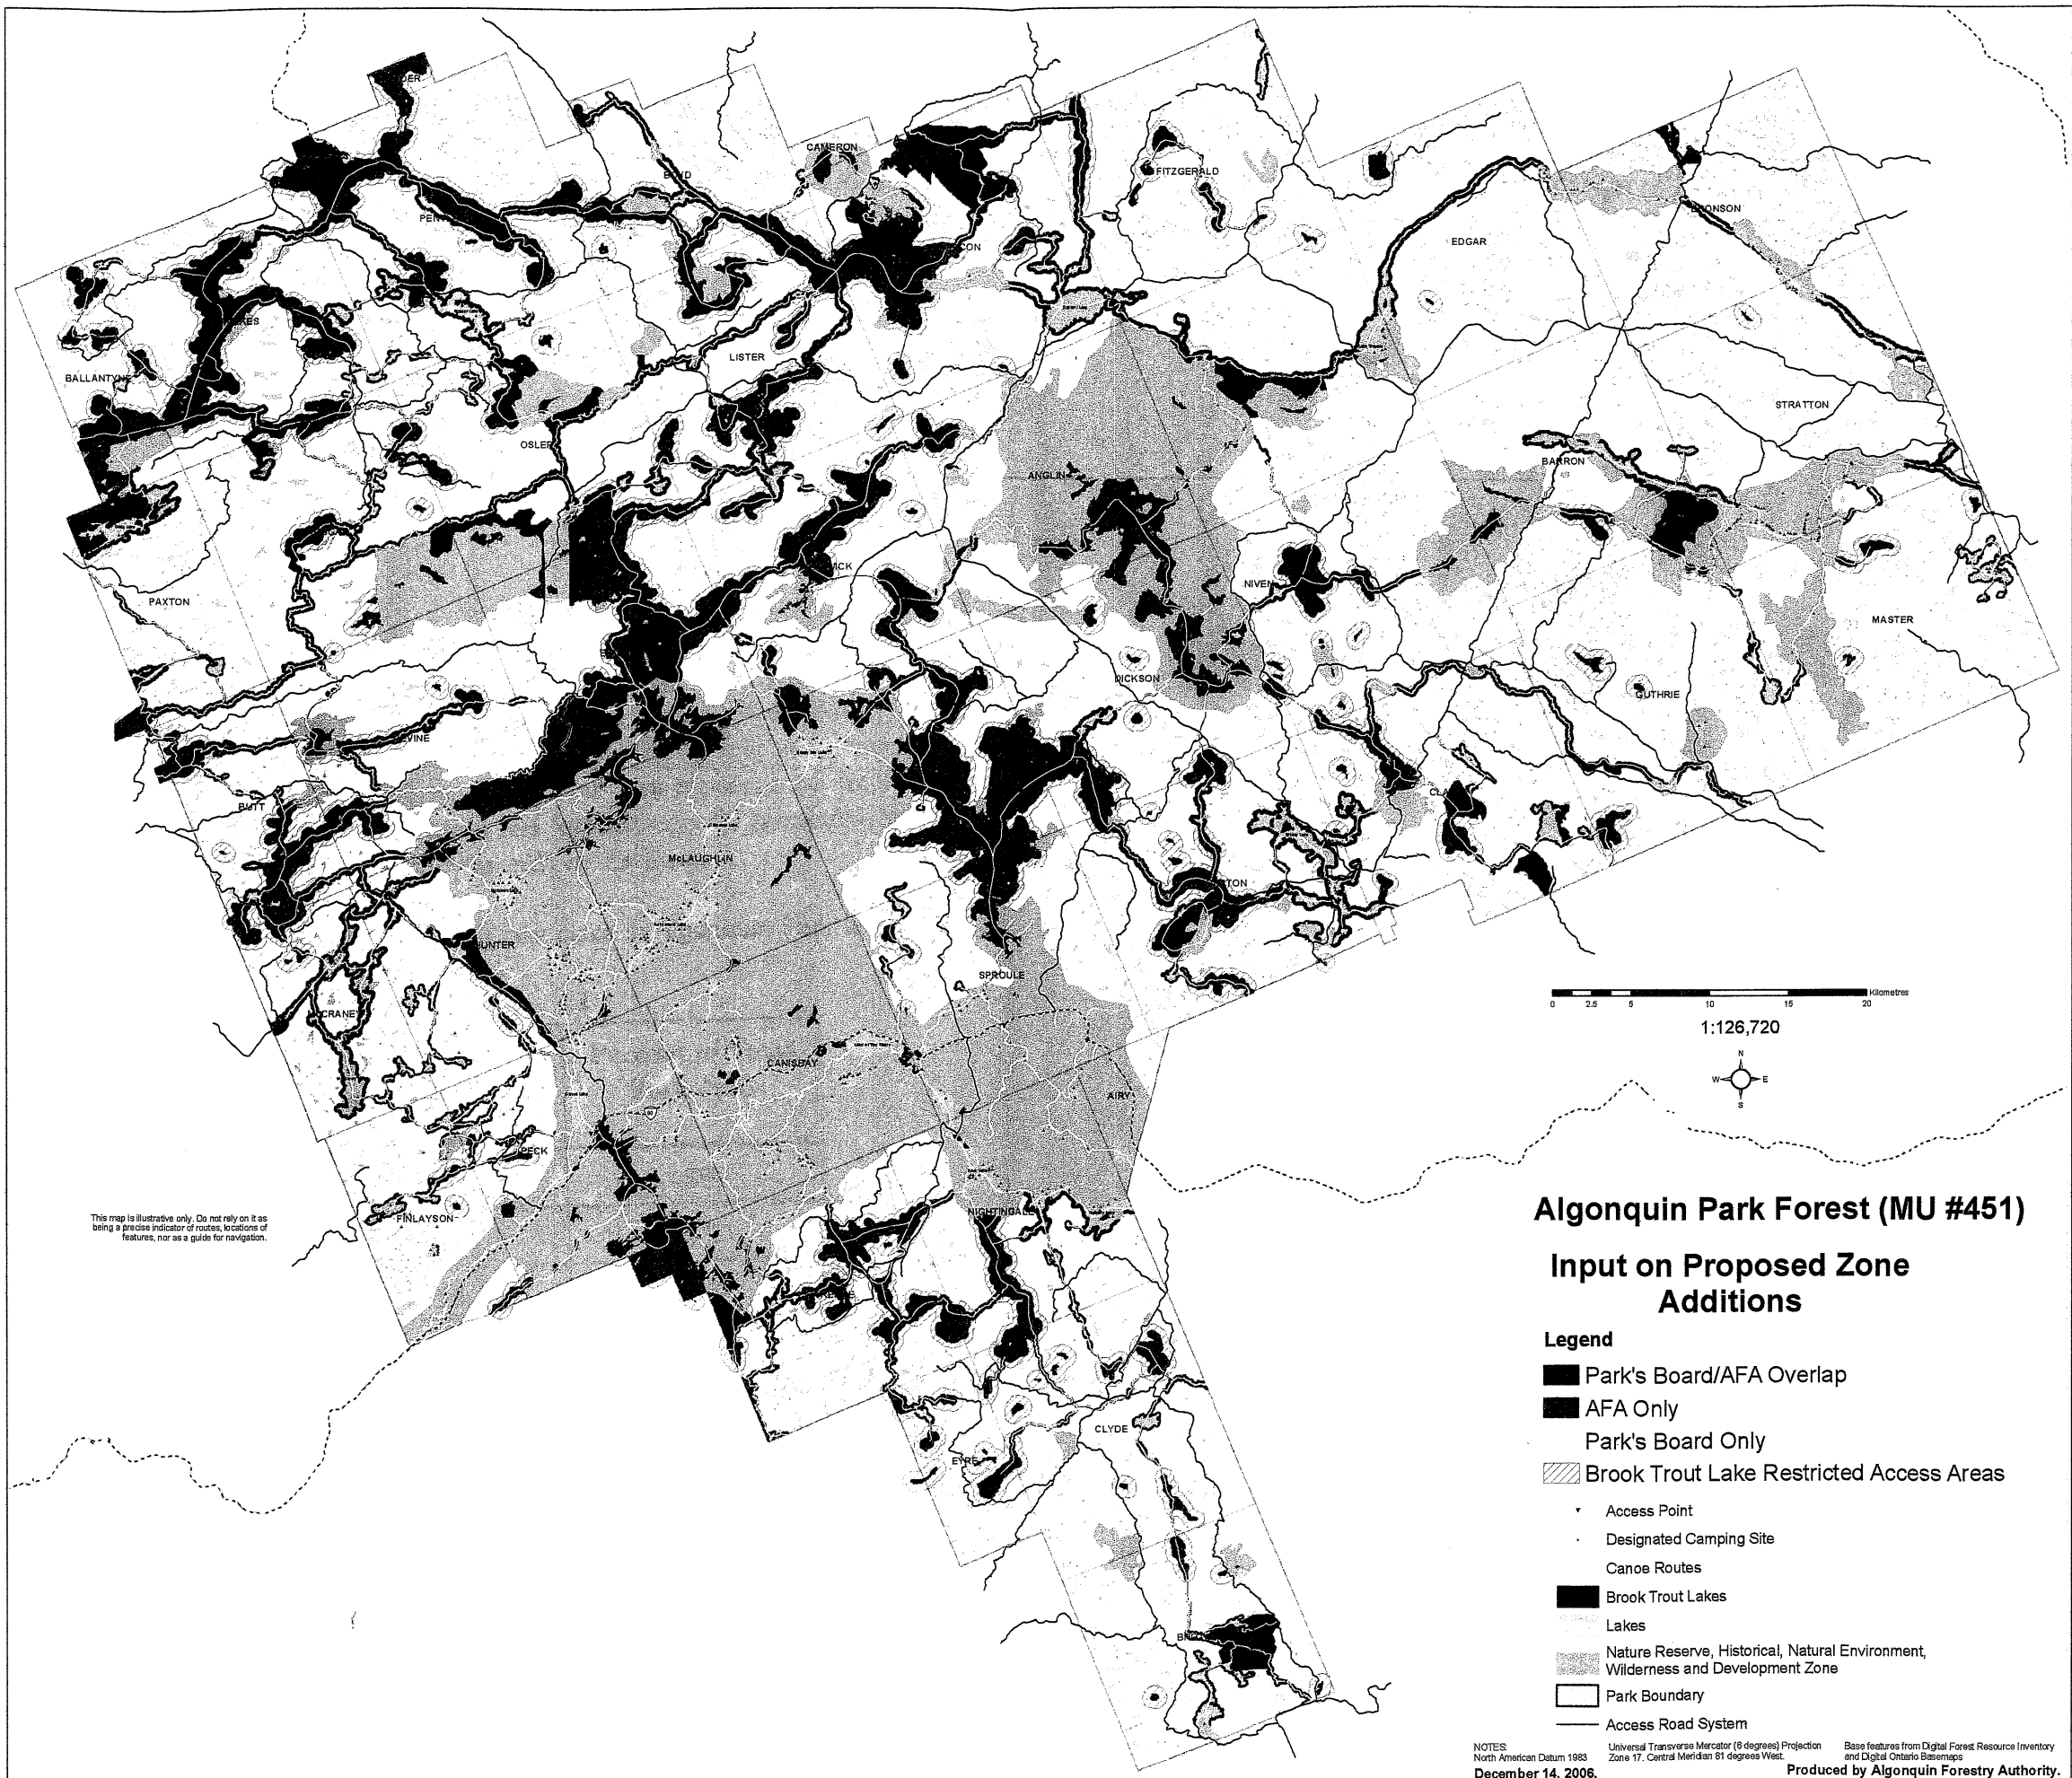 CAMERON
BOYD
FITZGERALD
BRONSON
EDGAR
LISTER
BALLANTYNE
STRATTON
OSLER
BARRON
ANGLIN
NIVEN
PAXTON
MASTER
DICKSON
GUTHRIE
BUTT
McLAUGHLIN
HUNTER
SPROULE
CANISBAY
AIRY
PECK
FINLAYSON
NIGHTINGALE
CLYDE
EYRE
60
This map is illustrative only. Do not rely on it as
being a precise indicator of routes, locations of
features, nor as a guide for navigation.
Kilometres
0 2.5 5 10 15 20
1:126,720
N
W E
S
Algonquin Park Forest (MU #451)
Input on Proposed Zone
Additions
Legend
Park's Board/AFA Overlap
AFA Only
Park's Board Only
Brook Trout Lake Restricted Access Areas
Access Point
Designated Camping Site
Canoe Routes
Brook Trout Lakes
Lakes
Nature Reserve, Historical, Natural Environment,
Wilderness and Development Zone
Park Boundary
Access Road System
NOTES:
North American Datum 1983
Universal Transverse Mercator (6 degrees) Projection
Zone 17, Central Meridian 81 degrees West.
Base features from Digital Forest Resource Inventory
and Digital Ontario Basemaps
December 14, 2006.
Produced by Algonquin Forestry Authority.